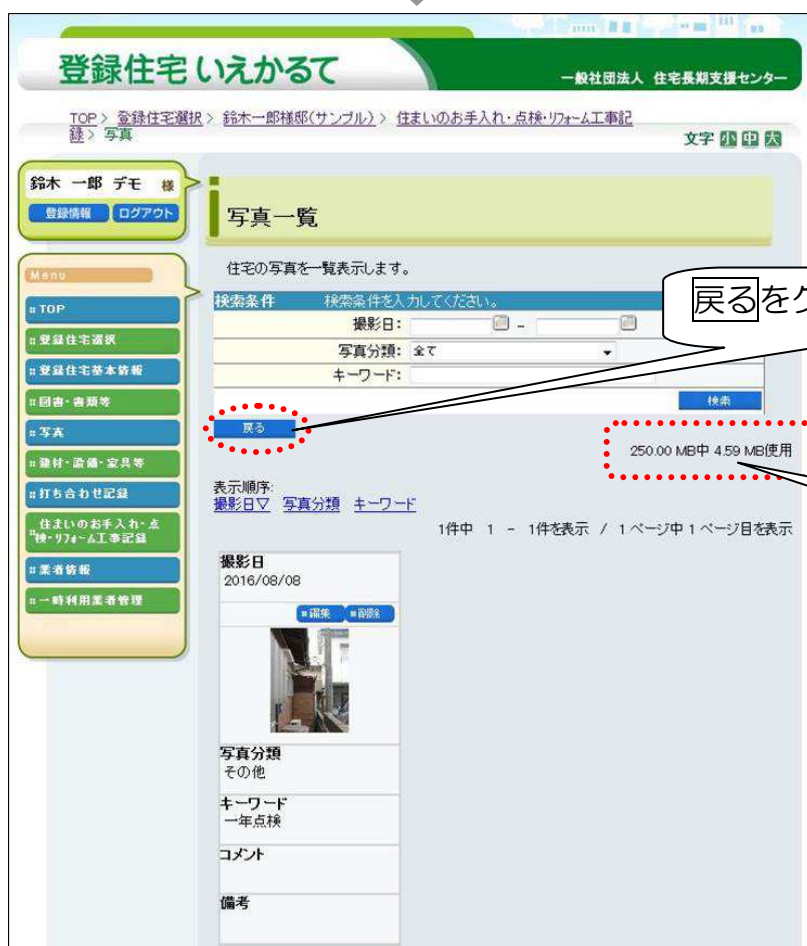 登録住宅 いえかるて
一般社団法人 住宅長期支援センター
TOP > 登録住宅選択 > 鈴木一郎様邸(サンプル) > 住まいのお手入れ・点検・リフォーム工事記
録 > 写真
文字 小 中 大
鈴木 一郎 デモ 様
登録情報 ログアウト
写真一覧
住宅の写真を一覧表示します。
Menu
TOP
登録住宅選択
登録住宅基本情報
図書・書類等
写真
建材・設備・家具等
打ち合わせ記録
住まいのお手入れ・点
検・リフォーム工事記録
業者情報
一時利用業者管理
検索条件 検索条件を入力してください。
撮影日: -
写真分類: 全て
キーワード:
検索
戻る
戻るをク
250.00 MB中 4.59 MB使用
表示順序:
撮影日▽ 写真分類 キーワード
1件中 1 - 1件を表示 / 1 ページ中 1 ページ目を表示
撮影日
2016/08/08
編集 削除
写真分類
その他
キーワード
一年点検
コメント
備考